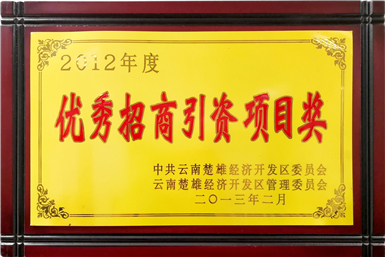 2012年度
优秀招商引资项目奖
中共云南楚雄经济开发区委员会
云南楚雄经济开发区管理委员会
二〇一三年二月